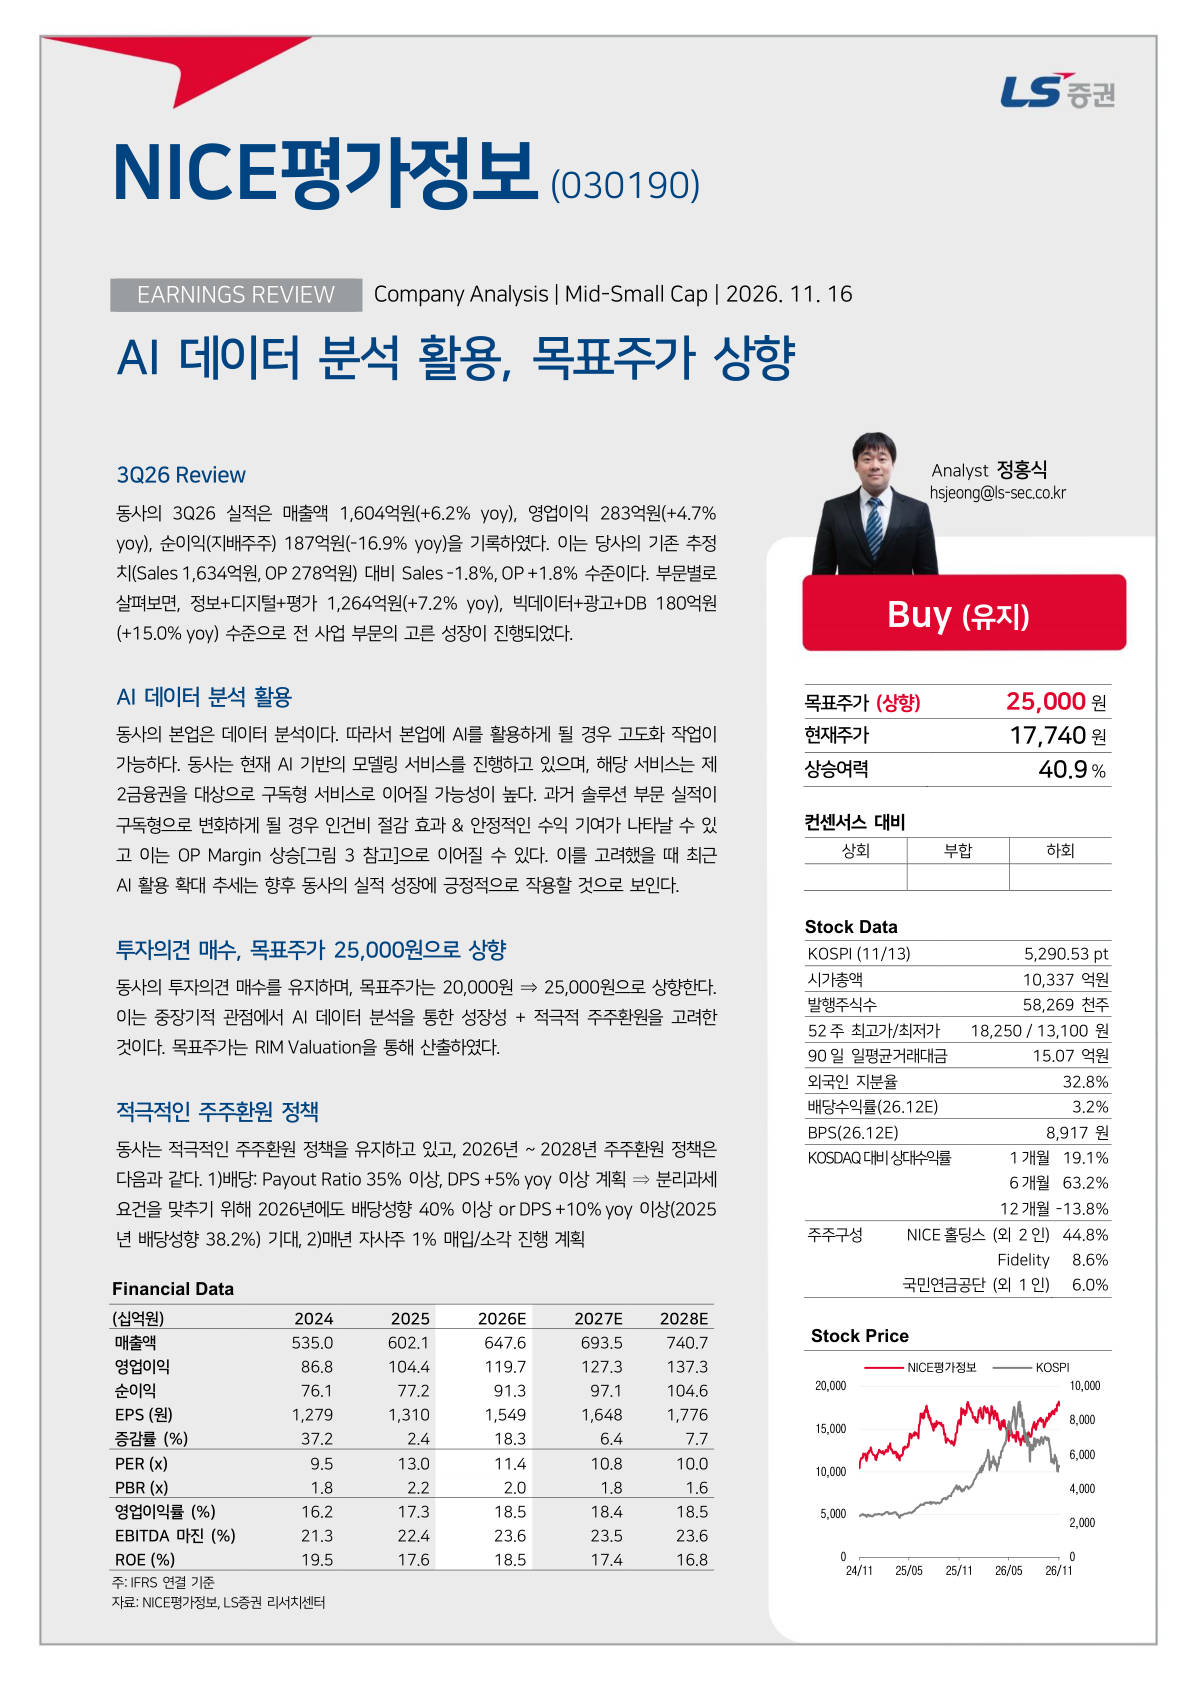 LS증권
NICE평가정보 (030190)
EARNINGS REVIEW Company Analysis | Mid-Small Cap | 2026. 11. 16
AI 데이터 분석 활용, 목표주가 상향
3Q26 Review
동사의 3Q26 실적은 매출액 1,604억원(+6.2% yoy), 영업이익 283억원(+4.7%
yoy), 순이익(지배주주) 187억원(-16.9% yoy)을 기록하였다. 이는 당사의 기존 추정
치(Sales 1,634억원, OP 278억원) 대비 Sales -1.8%, OP +1.8% 수준이다. 부문별로
살펴보면, 정보+디지털+평가 1,264억원(+7.2% yoy), 빅데이터+광고+DB 180억원
(+15.0% yoy) 수준으로 전 사업 부문의 고른 성장이 진행되었다.
AI 데이터 분석 활용
동사의 본업은 데이터 분석이다. 따라서 본업에 AI를 활용하게 될 경우 고도화 작업이
가능하다. 동사는 현재 AI 기반의 모델링 서비스를 진행하고 있으며, 해당 서비스는 제
2금융권을 대상으로 구독형 서비스로 이어질 가능성이 높다. 과거 솔루션 부문 실적이
구독형으로 변화하게 될 경우 인건비 절감 효과 & 안정적인 수익 기여가 나타날 수 있
고 이는 OP Margin 상승[그림 3 참고]으로 이어질 수 있다. 이를 고려했을 때 최근
AI 활용 확대 추세는 향후 동사의 실적 성장에 긍정적으로 작용할 것으로 보인다.
투자의견 매수, 목표주가 25,000원으로 상향
동사의 투자의견 매수를 유지하며, 목표주가는 20,000원 ⇒ 25,000원으로 상향한다.
이는 중장기적 관점에서 AI 데이터 분석을 통한 성장성 + 적극적 주주환원을 고려한
것이다. 목표주가는 RIM Valuation을 통해 산출하였다.
적극적인 주주환원 정책
동사는 적극적인 주주환원 정책을 유지하고 있고, 2026년 ~ 2028년 주주환원 정책은
다음과 같다. 1)배당: Payout Ratio 35% 이상, DPS +5% yoy 이상 계획 ⇒ 분리과세
요건을 맞추기 위해 2026년에도 배당성향 40% 이상 or DPS +10% yoy 이상(2025
년 배당성향 38.2%) 기대, 2)매년 자사주 1% 매입/소각 진행 계획
Financial Data
(십억원) 2024 2025 2026E 2027E 2028E
매출액 535.0 602.1 647.6 693.5 740.7
영업이익 86.8 104.4 119.7 127.3 137.3
순이익 76.1 77.2 91.3 97.1 104.6
EPS (원) 1,279 1,310 1,549 1,648 1,776
증감률 (%) 37.2 2.4 18.3 6.4 7.7
PER (x) 9.5 13.0 11.4 10.8 10.0
PBR (x) 1.8 2.2 2.0 1.8 1.6
영업이익률 (%) 16.2 17.3 18.5 18.4 18.5
EBITDA 마진 (%) 21.3 22.4 23.6 23.5 23.6
ROE (%) 19.5 17.6 18.5 17.4 16.8
주: IFRS 연결 기준
자료: NICE평가정보, LS증권 리서치센터
Analyst 정홍식
hsjeong@ls-sec.co.kr
Buy (유지)
목표주가 (상향) 25,000 원
현재주가 17,740 원
상승여력 40.9 %
컨센서스 대비
상회 부합 하회
Stock Data
KOSPI (11/13) 5,290.53 pt
시가총액 10,337 억원
발행주식수 58,269 천주
52주 최고가/최저가 18,250 / 13,100 원
90일 일평균거래대금 15.07 억원
외국인 지분율 32.8%
배당수익률(26.12E) 3.2%
BPS(26.12E) 8,917 원
KOSDAQ대비 상대수익률 1개월 19.1%
6개월 63.2%
12개월 -13.8%
주주구성 NICE홀딩스 (외 2인) 44.8%
Fidelity 8.6%
국민연금공단 (외 1인) 6.0%
Stock Price
NICE평가정보 KOSPI
20,000 10,000
15,000 8,000
10,000 6,000
5,000 4,000
0 2,000
0
24/11 25/05 25/11 26/05 26/11